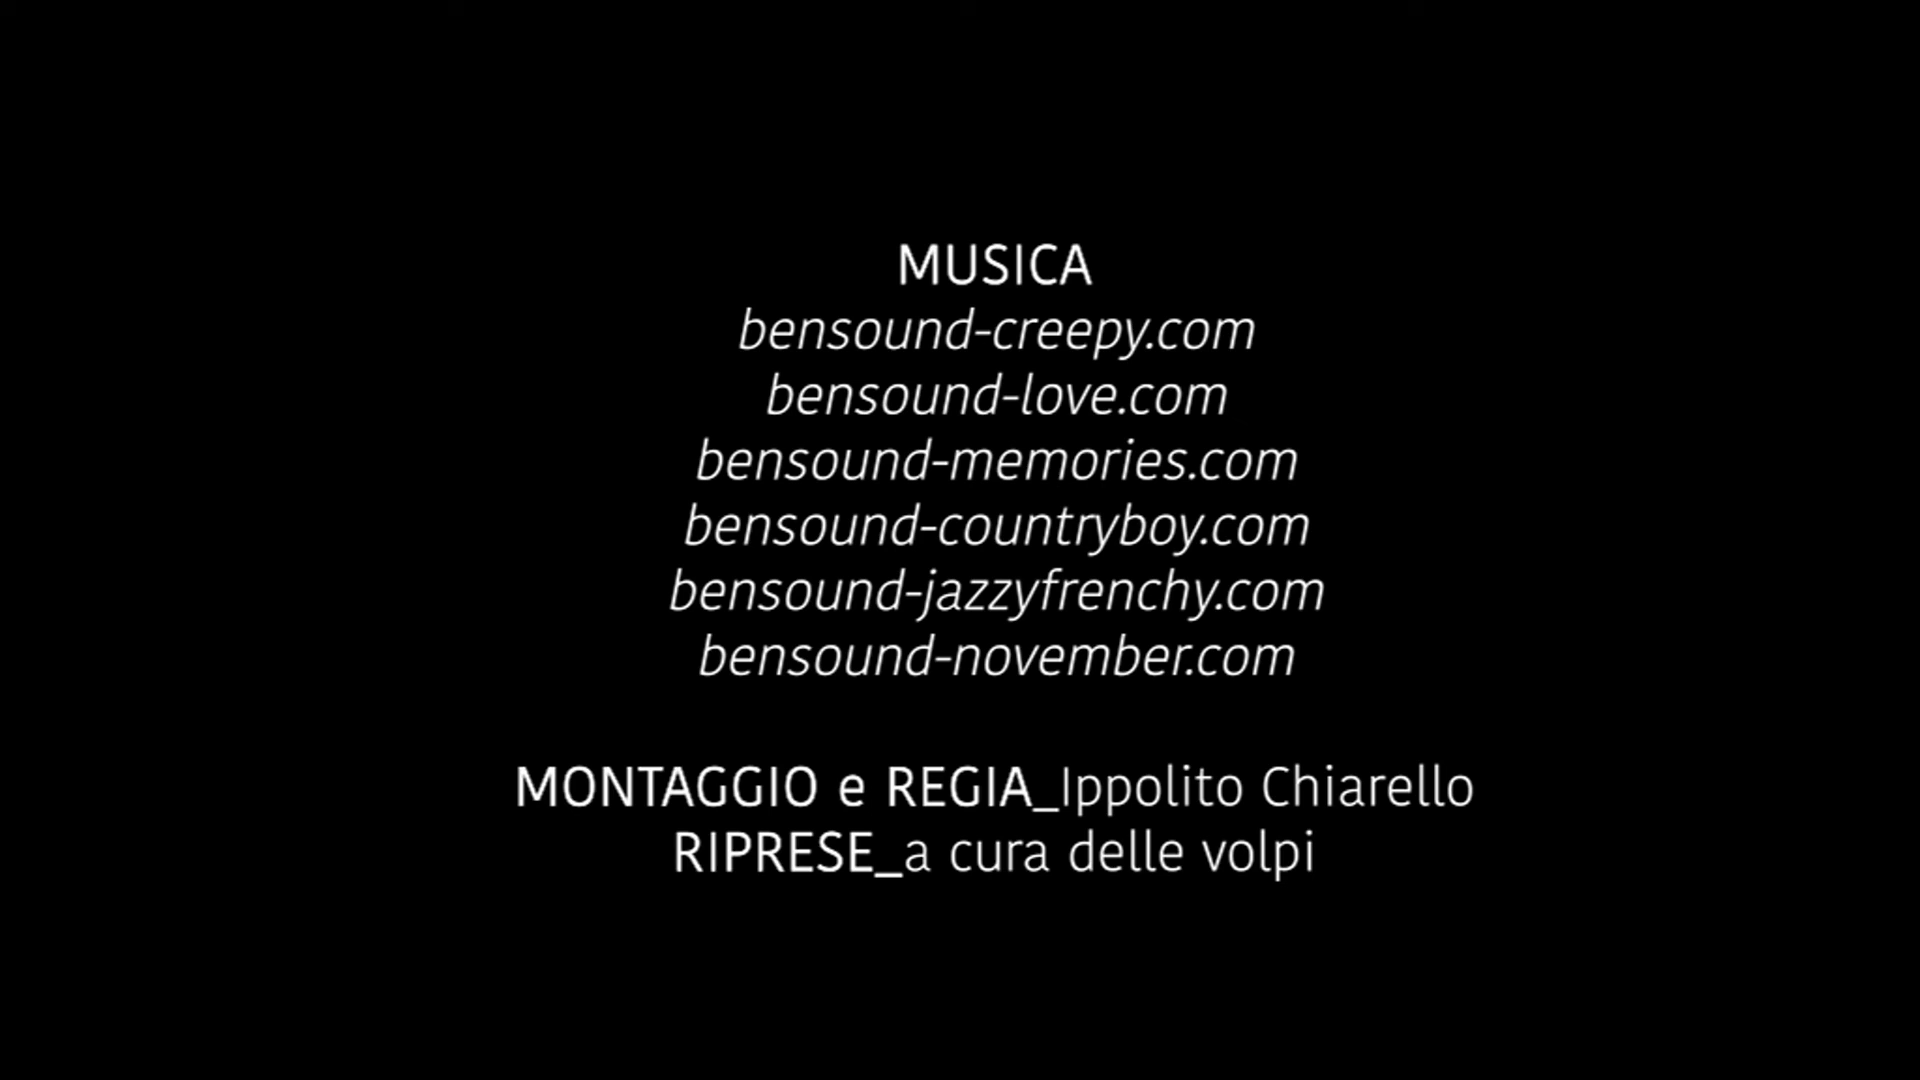 MUSICA
bensound-creepy.com
bensound-love.com
bensound-memories.com
bensound-countryboy.com
bensound-jazzyfrenchy.com
bensound-november.com
MONTAGGIO e REGIA_Ippolito Chiarello
RIPRESE_a cura delle volpi